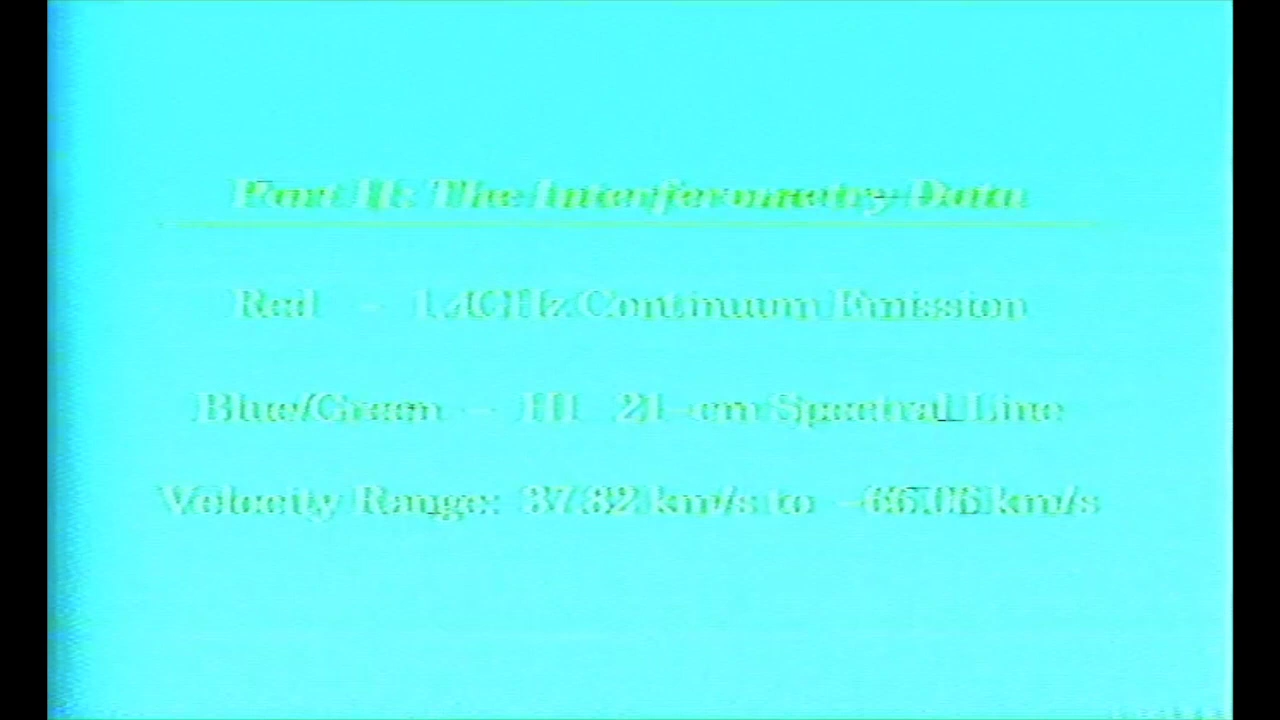 Part II: The Interferometry Data
Red - 1.4GHz Continuum Emission
Blue/Green - HI 21-cm Spectral Line
Velocity Range: 37.82 km/s to -66.06 km/s